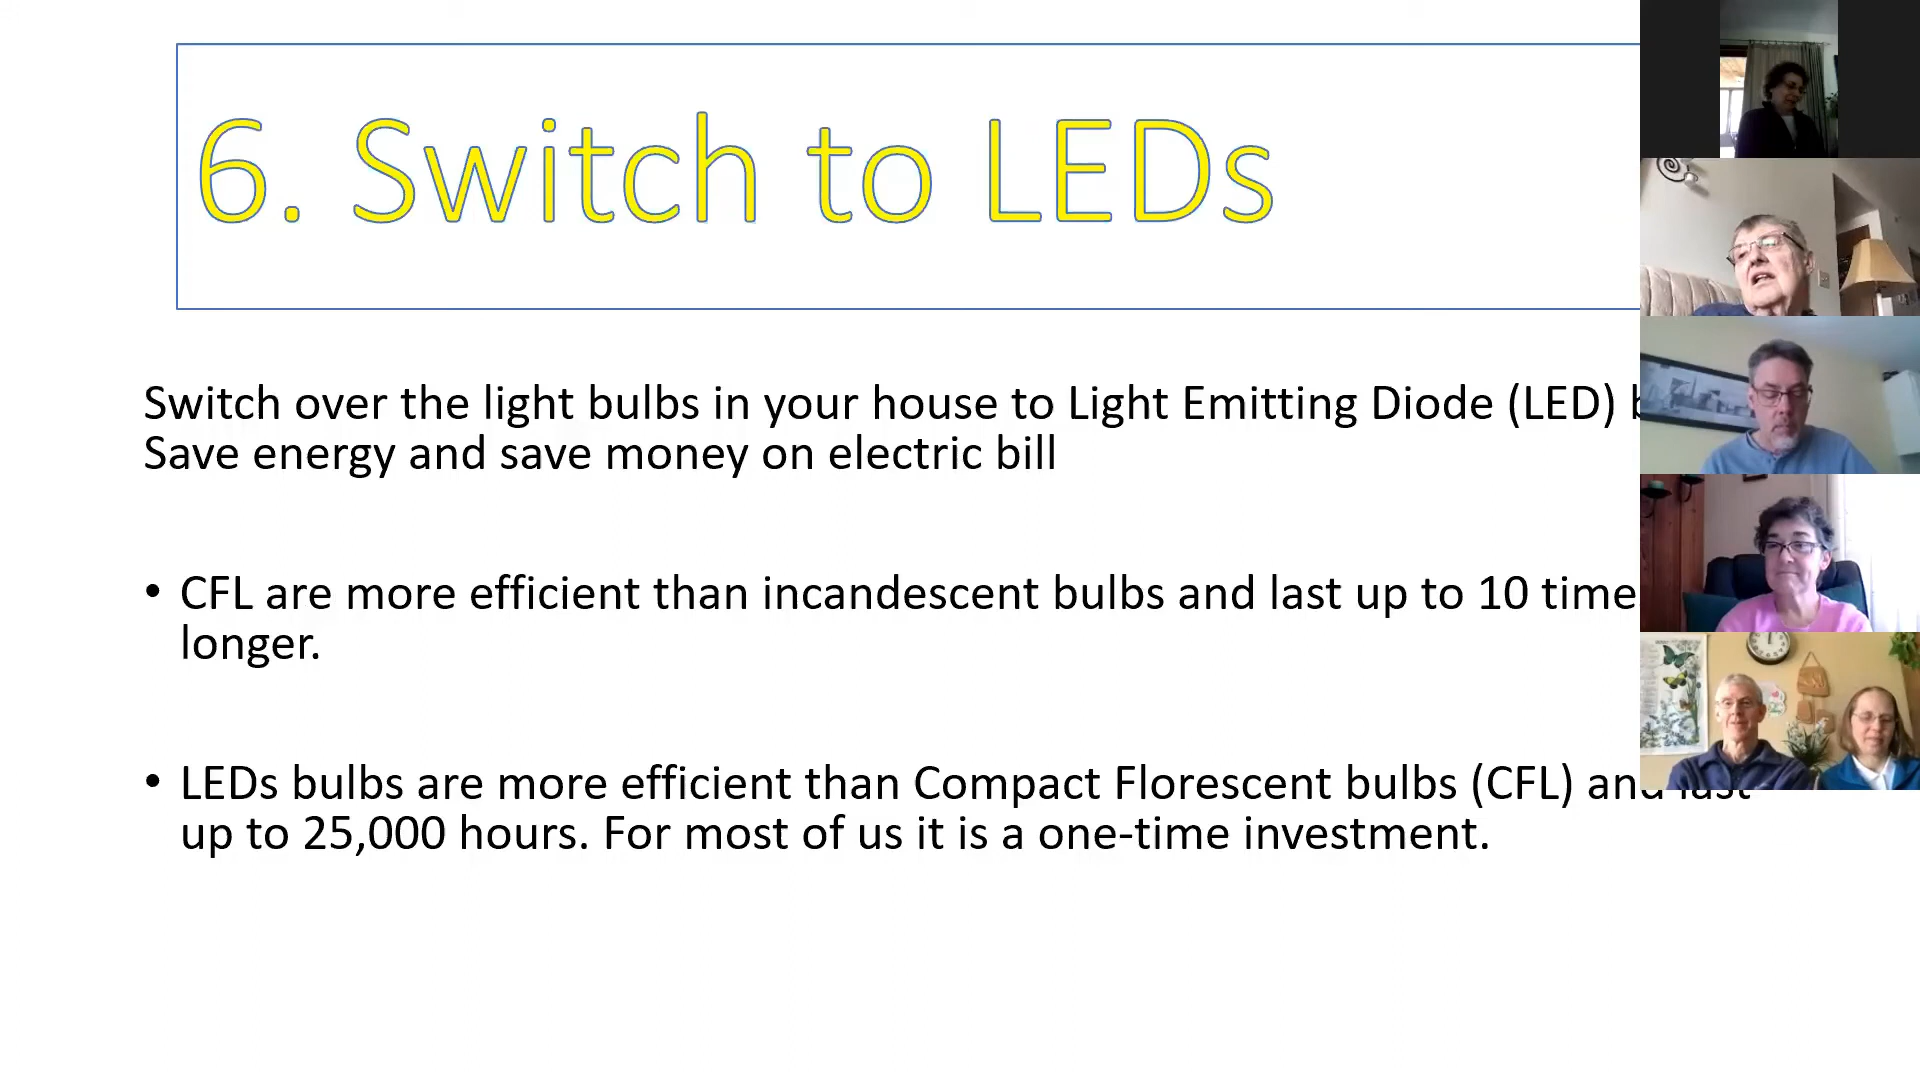 6. Switch to LEDs
Switch over the light bulbs in your house to Light Emitting Diode (LED)
Save energy and save money on electric bill
• CFL are more efficient than incandescent bulbs and last up to 10 time
longer.
• LEDs bulbs are more efficient than Compact Florescent bulbs (CFL) and last
up to 25,000 hours. For most of us it is a one-time investment.